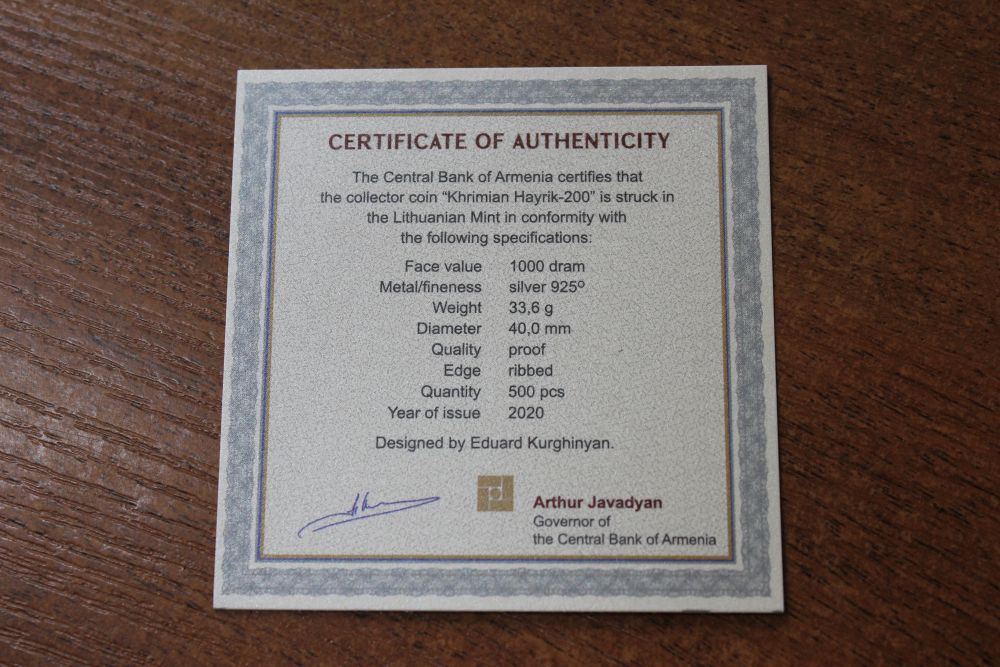 CERTIFICATE OF AUTHENTICITY
The Central Bank of Armenia certifies that
the collector coin “Khrimian Hayrik-200” is struck in
the Lithuanian Mint in conformity with
the following specifications:
Face value 1000 dram
Metal/fineness silver 925º
Weight 33,6 g
Diameter 40,0 mm
Quality proof
Edge ribbed
Quantity 500 pcs
Year of issue 2020
Designed by Eduard Kurghinyan.
Arthur Javadyan
Governor of
the Central Bank of Armenia